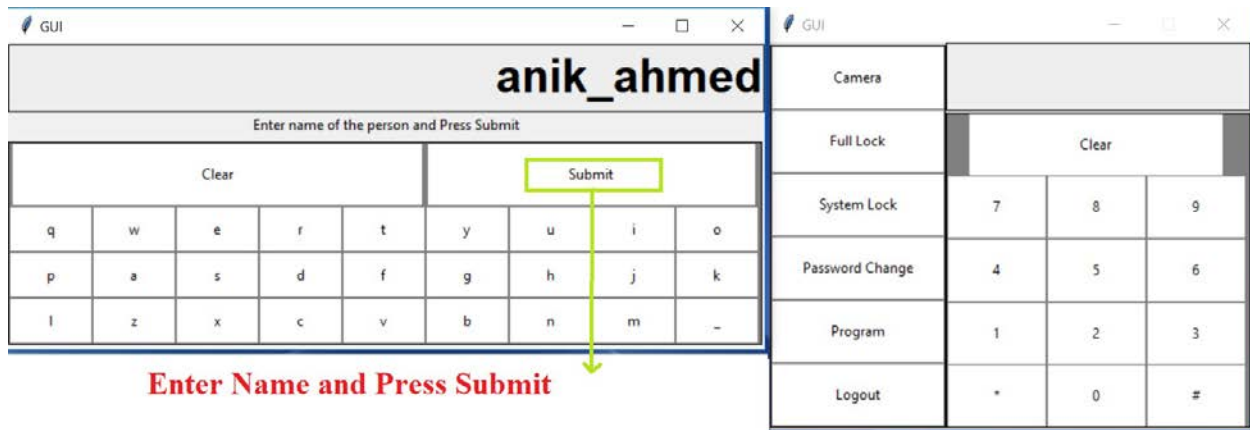 GUI
anik_ahmed
Enter name of the person and Press Submit
Clear Submit
q w e r t y u i o
p a s d f g h j k
l z x c v b n m _
Enter Name and Press Submit
GUI
Camera
Full Lock
System Lock
Password Change
Program
Logout
Clear
7 8 9
4 5 6
1 2 3
* 0 #